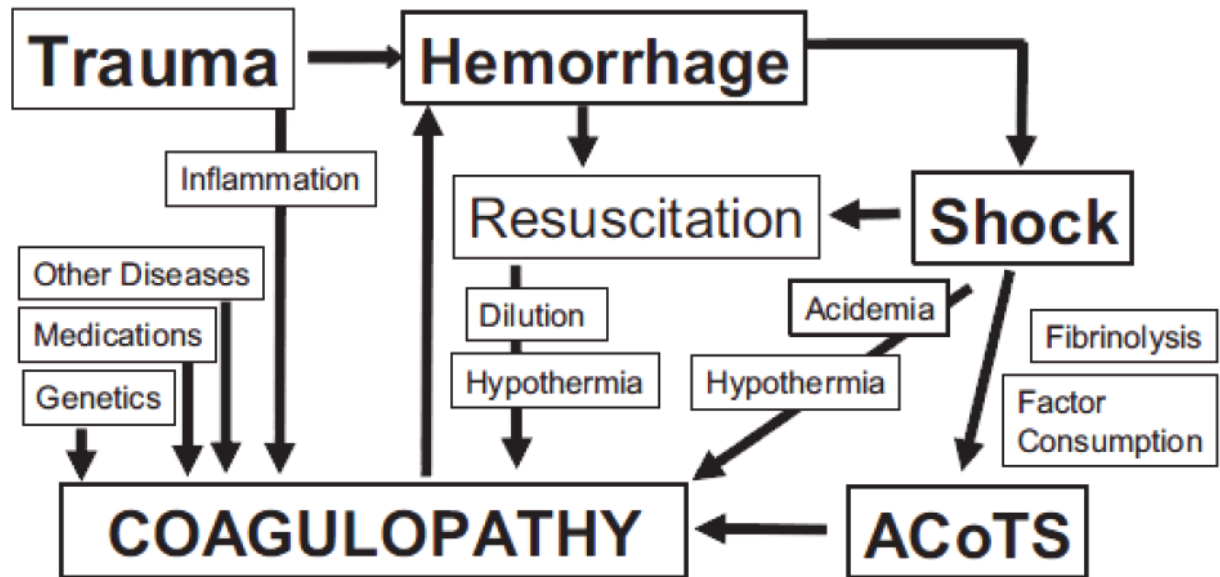 Trauma
Hemorrhage
Inflammation
Resuscitation
Shock
Other Diseases
Medications
Genetics
Dilution
Hypothermia
Acidemia
Hypothermia
Fibrinolysis
Factor
Consumption
COAGULOPATHY
ACoTS